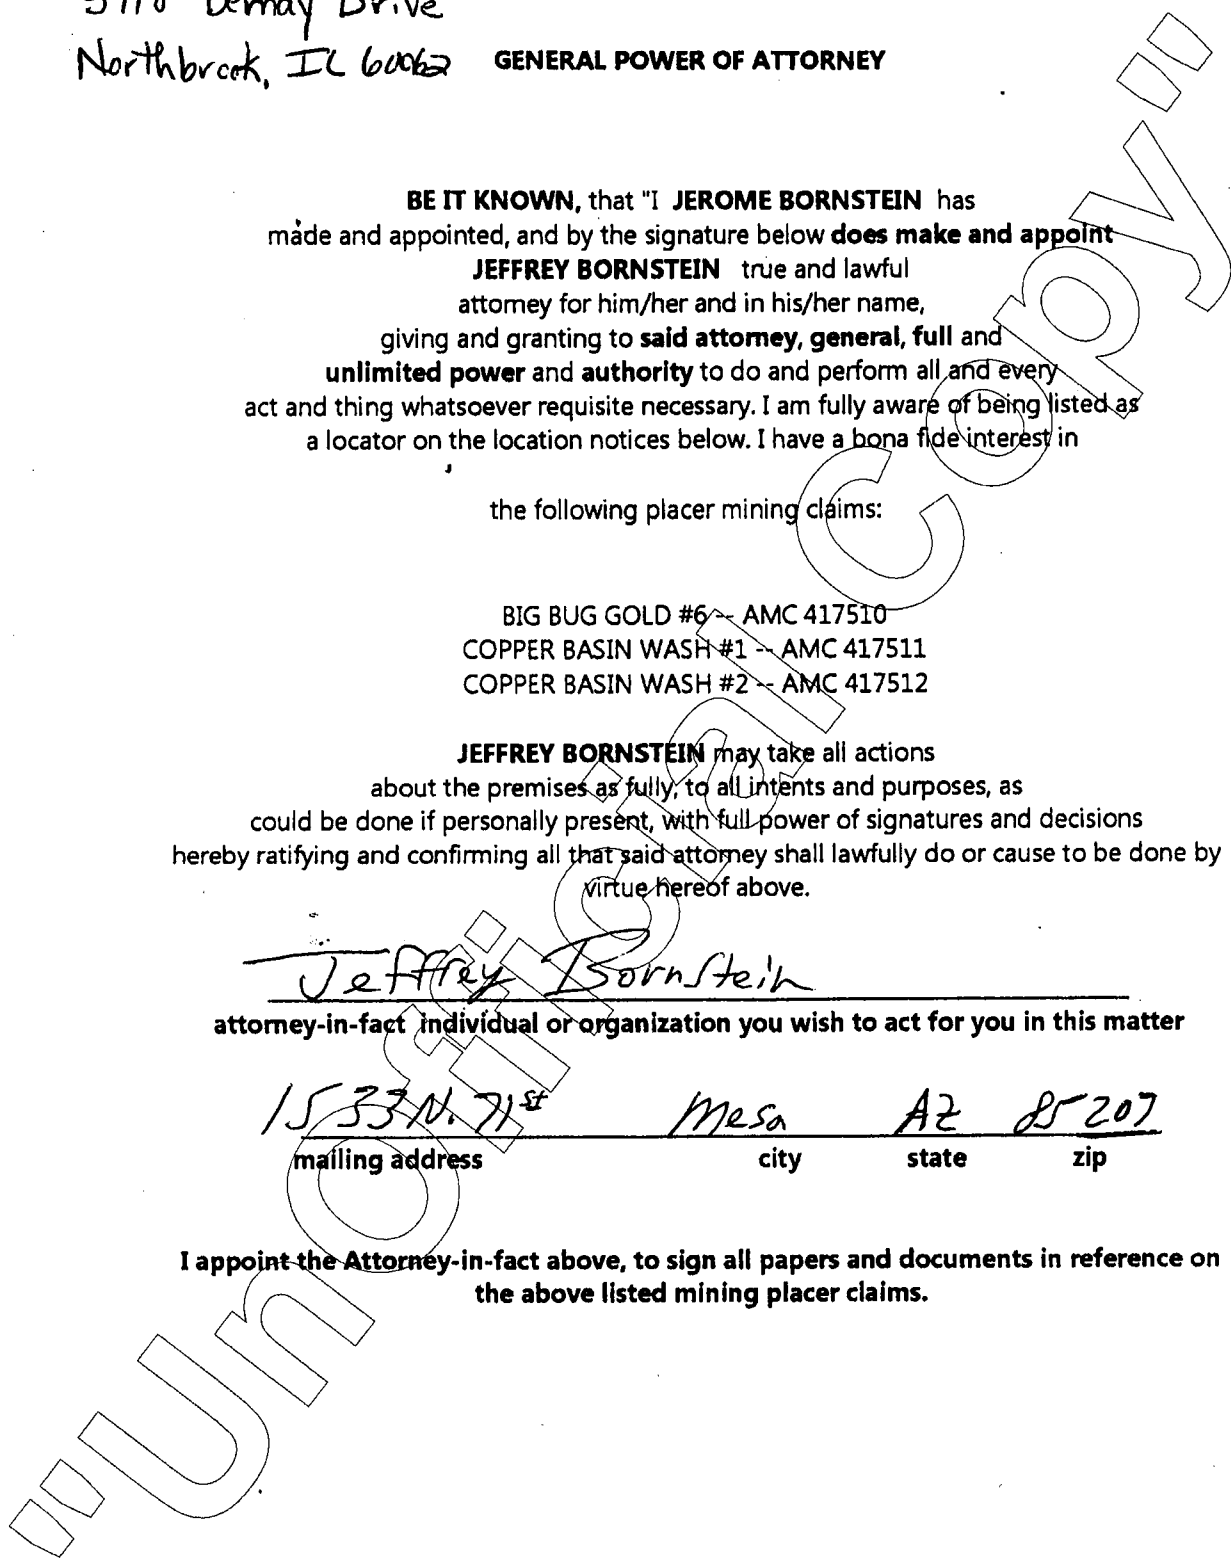 Demay Drive
Northbrook, IL 60062
GENERAL POWER OF ATTORNEY
BE IT KNOWN, that "I JEROME BORNSTEIN has
made and appointed, and by the signature below does make and appoint
JEFFREY BORNSTEIN true and lawful
attorney for him/her and in his/her name,
giving and granting to said attorney, general, full and
unlimited power and authority to do and perform all and every
act and thing whatsoever requisite necessary. I am fully aware of being listed as
a locator on the location notices below. I have a bona fide interest in
the following placer mining claims:
BIG BUG GOLD #6 -- AMC 417510
COPPER BASIN WASH #1 -- AMC 417511
COPPER BASIN WASH #2 -- AMC 417512
JEFFREY BORNSTEIN may take all actions
about the premises as fully, to all intents and purposes, as
could be done if personally present, with full power of signatures and decisions
hereby ratifying and confirming all that said attorney shall lawfully do or cause to be done by
virtue hereof above.
Jeffrey Bornstein
attorney-in-fact individual or organization you wish to act for you in this matter
1533 N. 71st Mesa AZ 85207
mailing address city state zip
I appoint the Attorney-in-fact above, to sign all papers and documents in reference on
the above listed mining placer claims.
"Unofficial Copy"